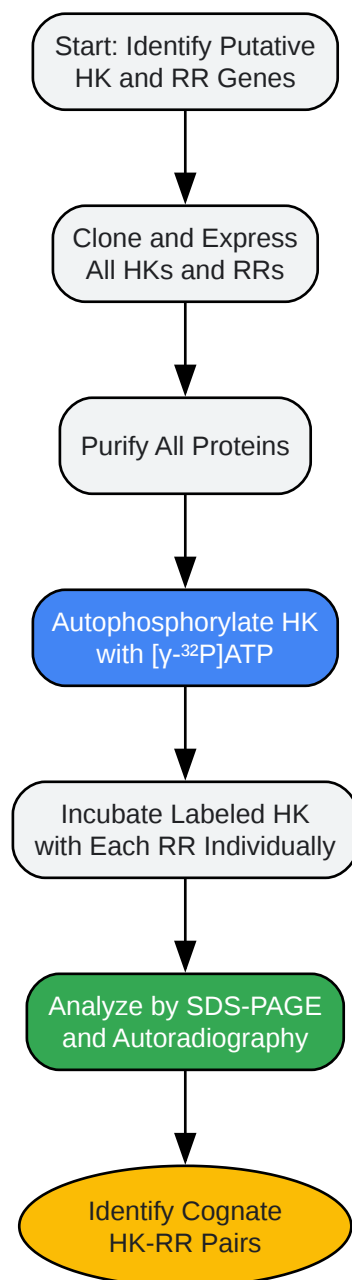 Start: Identify Putative
HK and RR Genes
Clone and Express
All HKs and RRs
Purify All Proteins
Autophosphorylate HK
with [γ-³²P]ATP
Incubate Labeled HK
with Each RR Individually
Analyze by SDS-PAGE
and Autoradiography
Identify Cognate
HK-RR Pairs